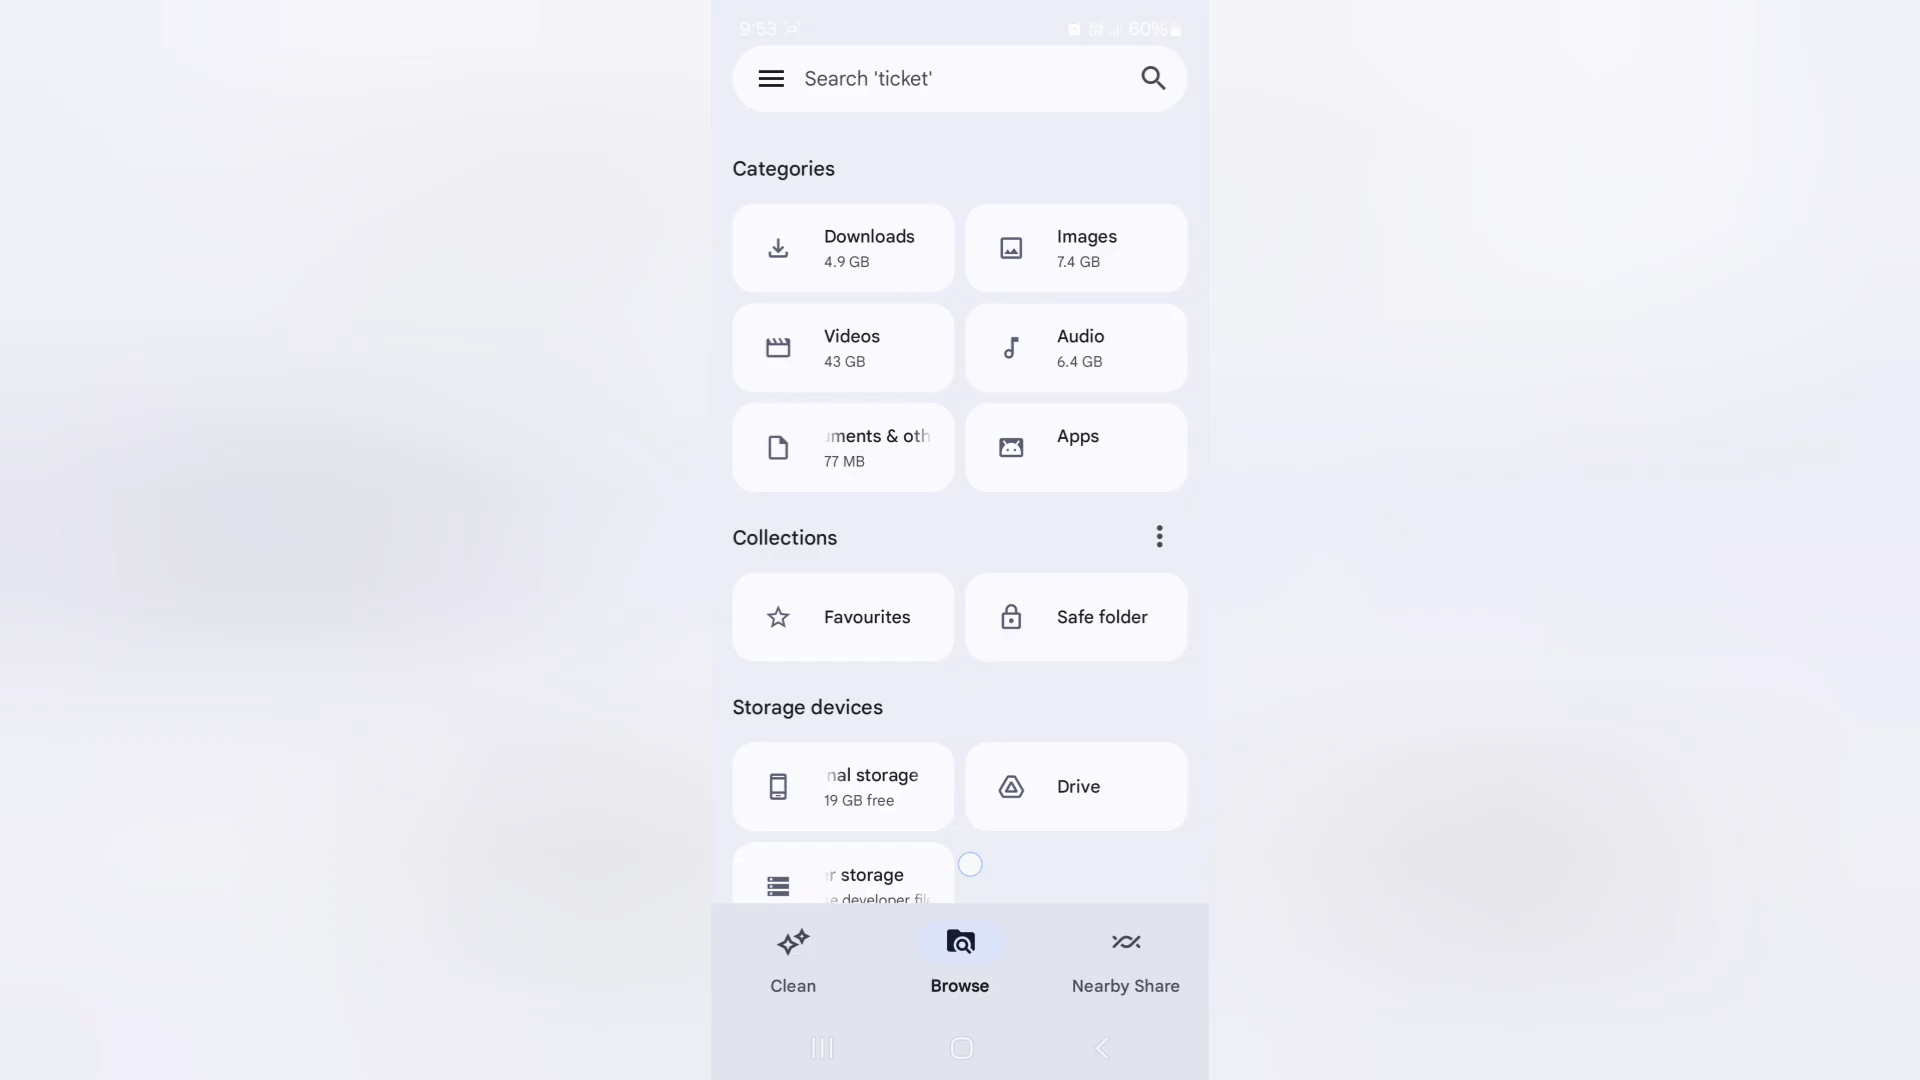 9:53 60%
Search 'ticket'
Categories
Downloads
4.9 GB
Images
7.4 GB
Videos
43 GB
Audio
6.4 GB
ments & oth
77 MB
Apps
Collections
Favourites
Safe folder
Storage devices
nal storage
19 GB free
Drive
r storage
e developer fil
Clean
Browse
Nearby Share